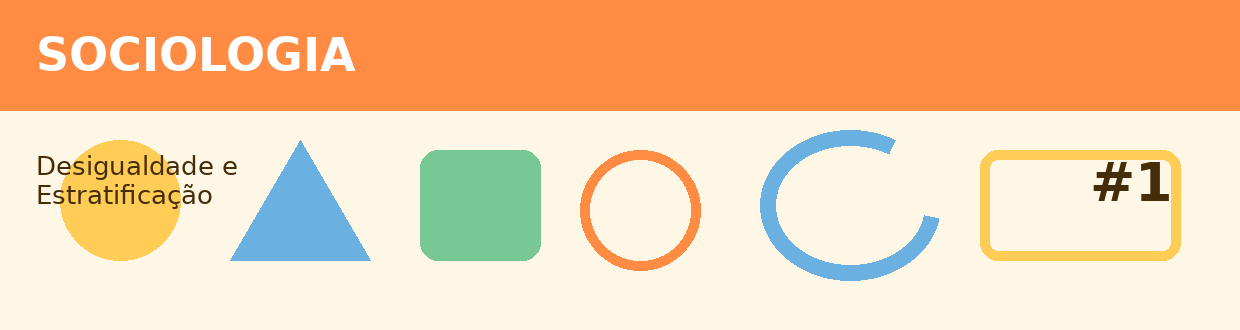 SOCIOLOGIA
Desigualdade e
Estratificação
#1